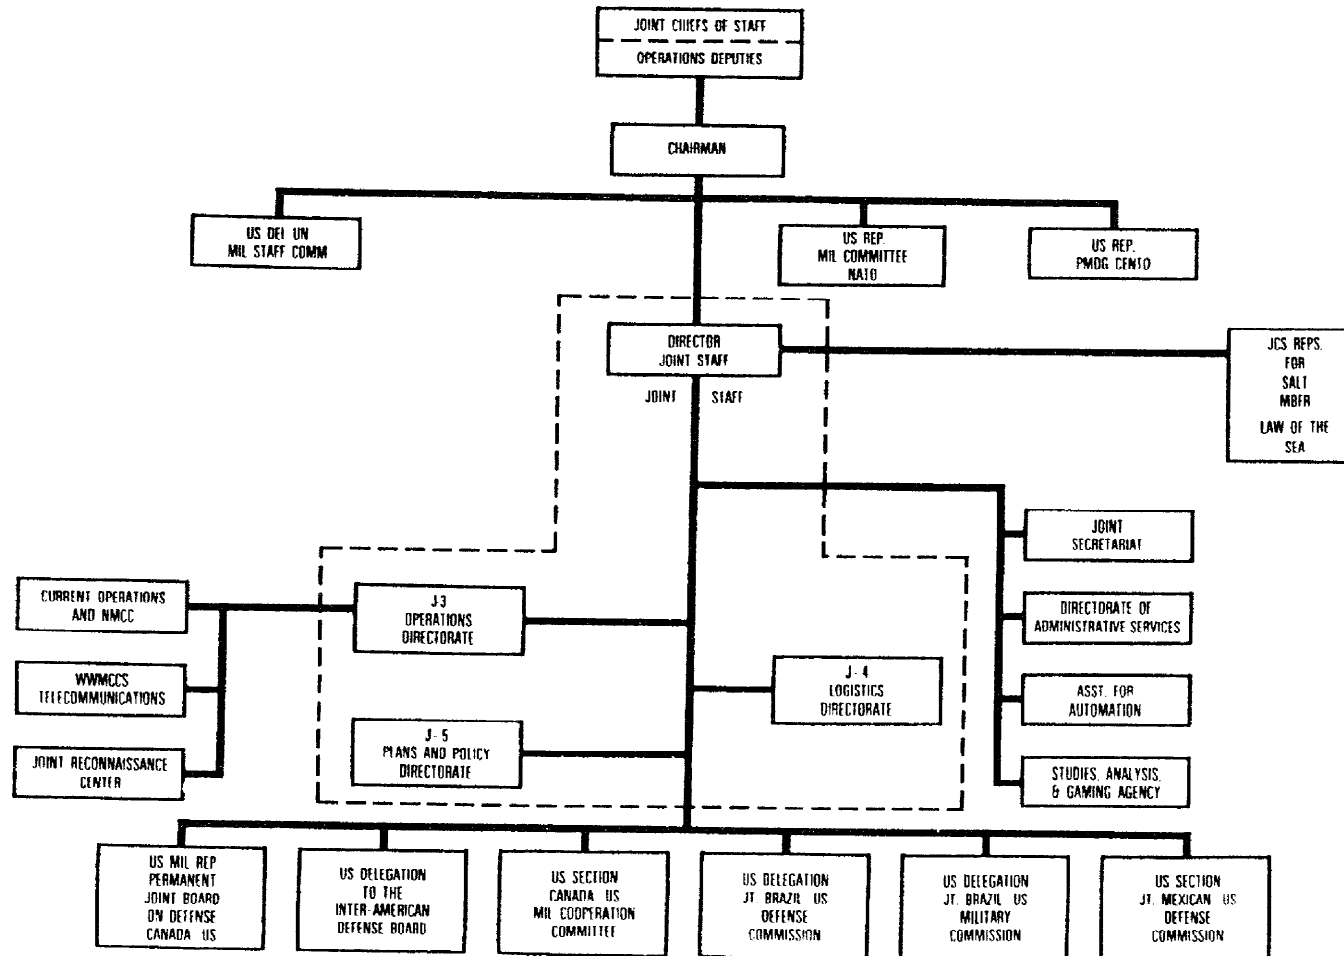 JOINT CHIEFS OF STAFF
OPERATIONS DEPUTIES
CHAIRMAN
US DEL UN
MIL STAFF COMM
US REP.
MIL COMMITTEE
NATO
US REP.
PMDG CENTO
DIRECTOR
JOINT STAFF
JOINT STAFF
JCS REPS.
FOR
SALT
MBFR
LAW OF THE
SEA
JOINT
SECRETARIAT
CURRENT OPERATIONS
AND NMCC
J-3
OPERATIONS
DIRECTORATE
DIRECTORATE OF
ADMINISTRATIVE SERVICES
WWMCCS
TELECOMMUNICATIONS
J-4
LOGISTICS
DIRECTORATE
ASST. FOR
AUTOMATION
J-5
PLANS AND POLICY
DIRECTORATE
JOINT RECONNAISSANCE
CENTER
STUDIES, ANALYSIS,
& GAMING AGENCY
US MIL REP
PERMANENT
JOINT BOARD
ON DEFENSE
CANADA US
US DELEGATION
TO THE
INTER-AMERICAN
DEFENSE BOARD
US SECTION
CANADA US
MIL COOPERATION
COMMITTEE
US DELEGATION
JT. BRAZIL US
DEFENSE
COMMISSION
US DELEGATION
JT. BRAZIL US
MILITARY
COMMISSION
US SECTION
JT. MEXICAN US
DEFENSE
COMMISSION